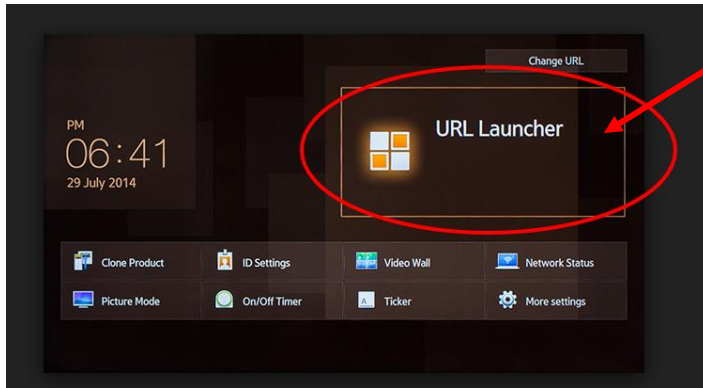 Change URL
URL Launcher
PM
06:41
29 July 2014
Clone Product
ID Settings
Video Wall
Network Status
Picture Mode
On/Off Timer
A Ticker
More settings